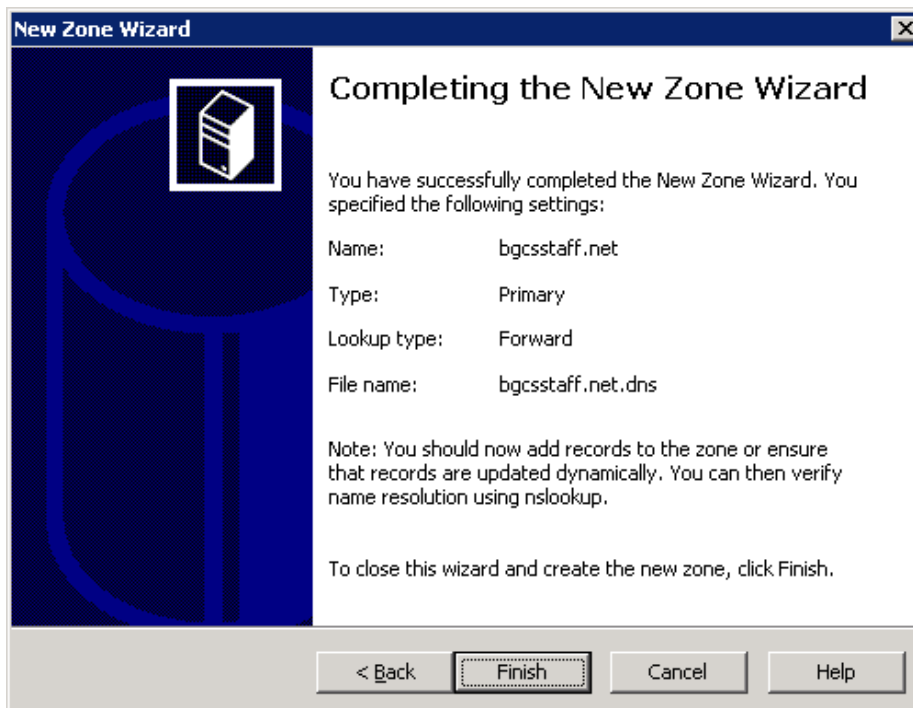 New Zone Wizard
Completing the New Zone Wizard
You have successfully completed the New Zone Wizard. You
specified the following settings:
Name: bgcsstaff.net
Type: Primary
Lookup type: Forward
File name: bgcsstaff.net.dns
Note: You should now add records to the zone or ensure
that records are updated dynamically. You can then verify
name resolution using nslookup.
To close this wizard and create the new zone, click Finish.
< Back Finish Cancel Help